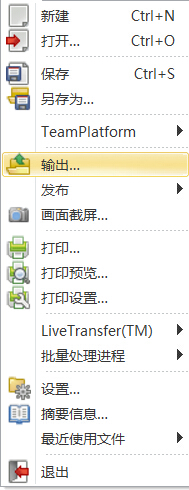 新建 Ctrl+N
打开... Ctrl+O
保存 Ctrl+S
另存为...
TeamPlatform
输出...
发布
画面截屏...
打印...
打印预览...
打印设置...
LiveTransfer(TM)
批量处理进程
设置...
摘要信息...
最近使用文件
退出